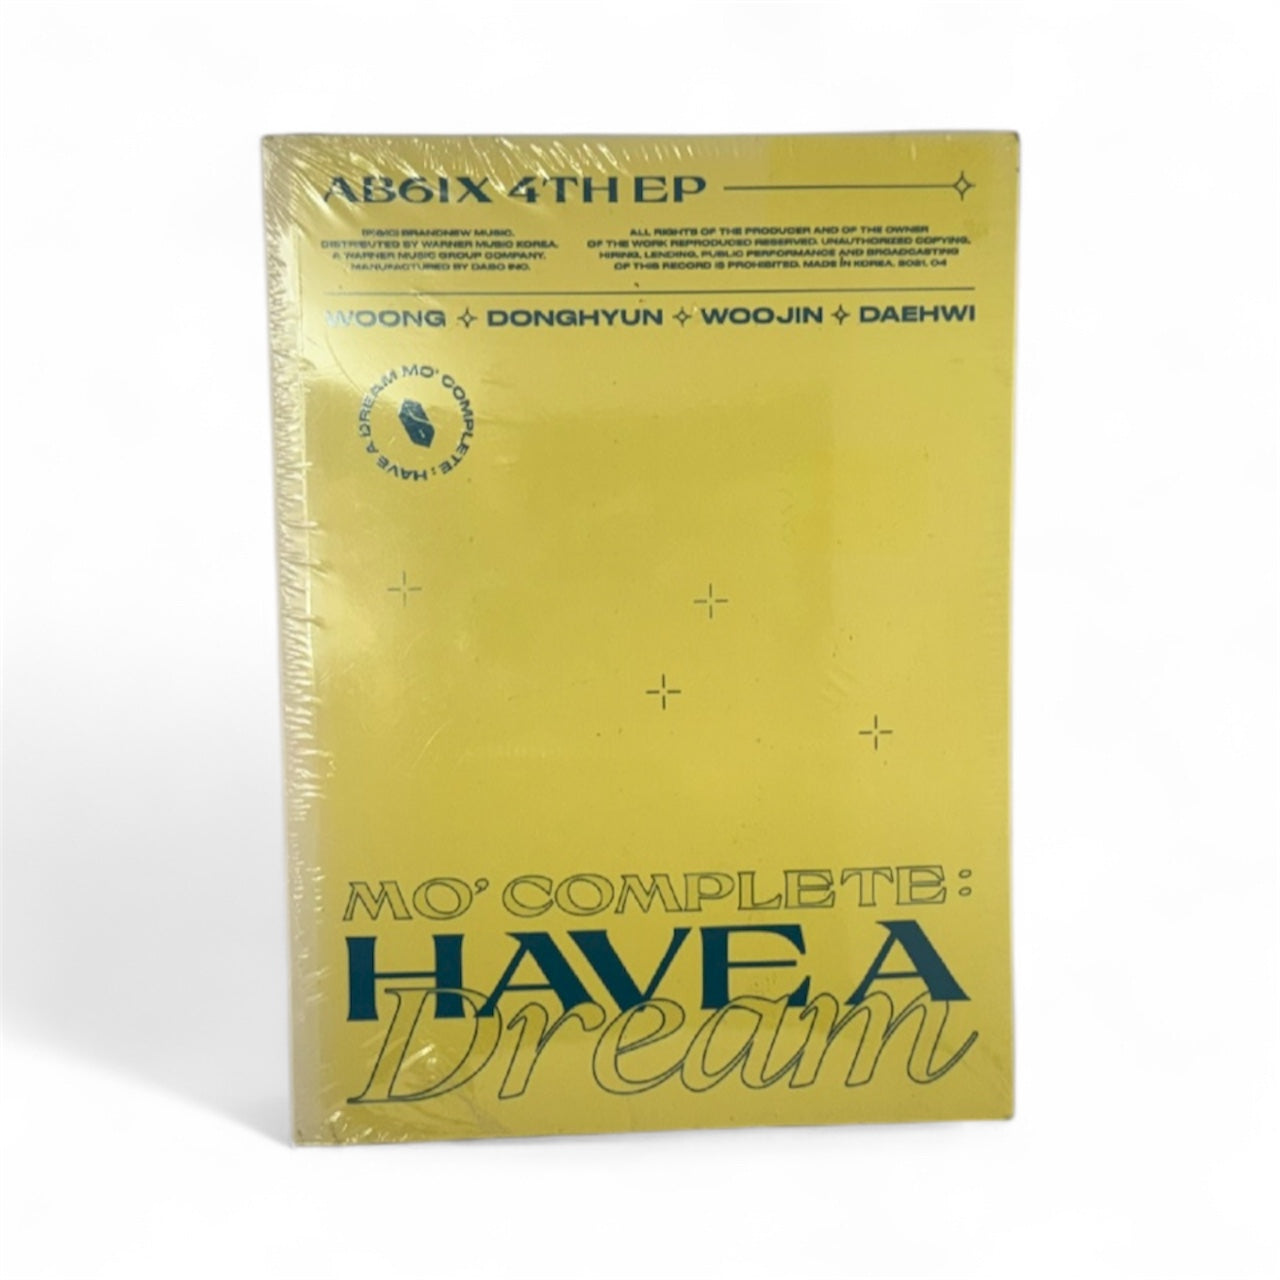 AB6IX 4TH EP
(P)&(C) BRANDNEW MUSIC.
DISTRIBUTED BY WARNER MUSIC KOREA.
A WARNER MUSIC GROUP COMPANY.
MANUFACTURED BY DABO INC.
ALL RIGHTS OF THE PRODUCER AND OF THE OWNER
OF THE WORK REPRODUCED RESERVED. UNAUTHORIZED COPYING,
HIRING, LENDING, PUBLIC PERFORMANCE AND BROADCASTING
OF THIS RECORD IS PROHIBITED. MADE IN KOREA. 2021. 04
WOONG ✧ DONGHYUN ✧ WOOJIN ✧ DAEHWI
MO' COMPLETE : HAVE A DREAM
MO' COMPLETE :
HAVE A
Dream